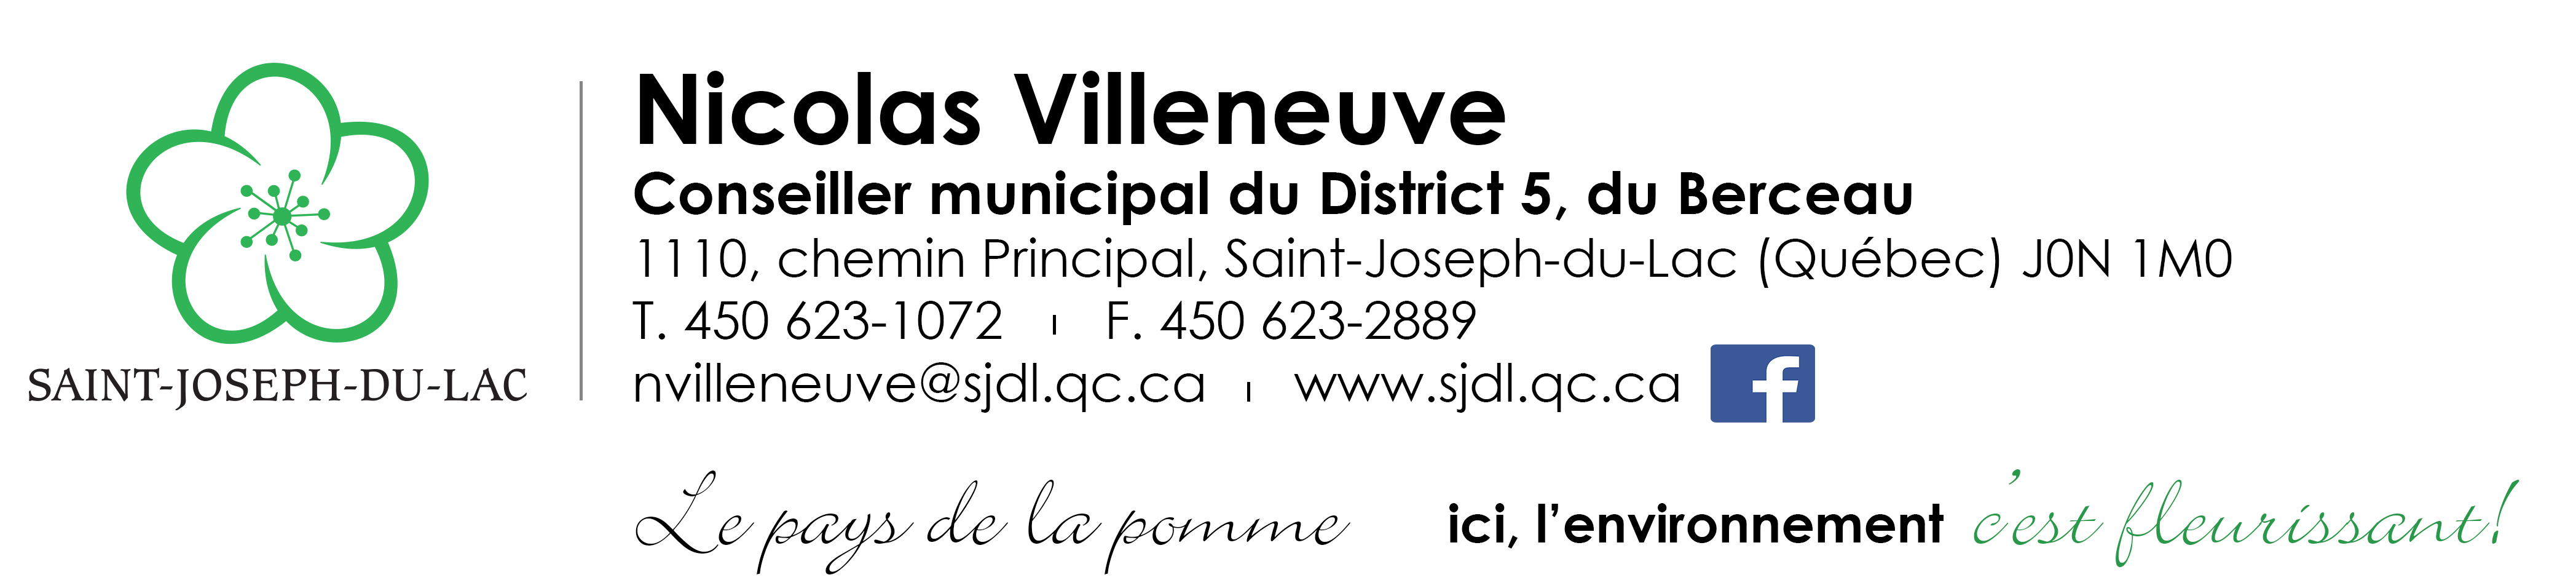 SAINT-JOSEPH-DU-LAC
Nicolas Villeneuve
Conseiller municipal du District 5, du Berceau
1110, chemin Principal, Saint-Joseph-du-Lac (Québec) J0N 1M0
T. 450 623-1072 ı F. 450 623-2889
nvilleneuve@sjdl.qc.ca ı www.sjdl.qc.ca f
Le pays de la pomme ici, l’environnement c’est fleurissant!